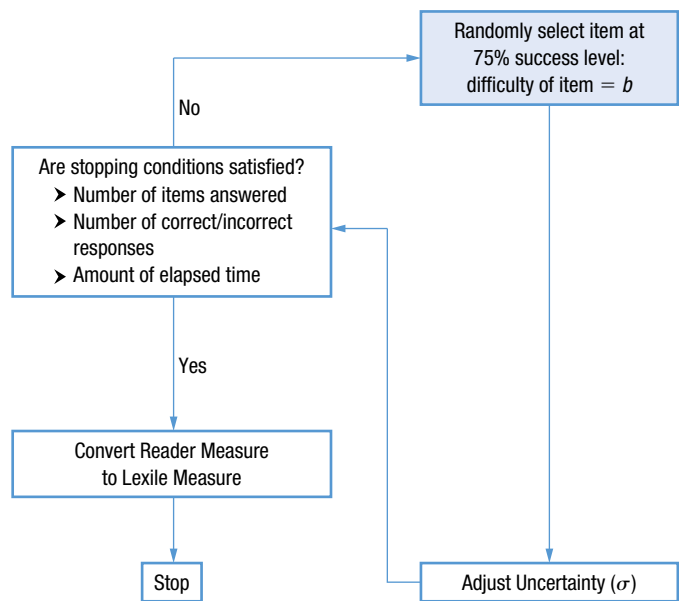 Randomly select item at
75% success level:
difficulty of item = b
No
Are stopping conditions satisfied?
➤ Number of items answered
➤ Number of correct/incorrect
responses
➤ Amount of elapsed time
Yes
Convert Reader Measure
to Lexile Measure
Stop
Adjust Uncertainty (σ)